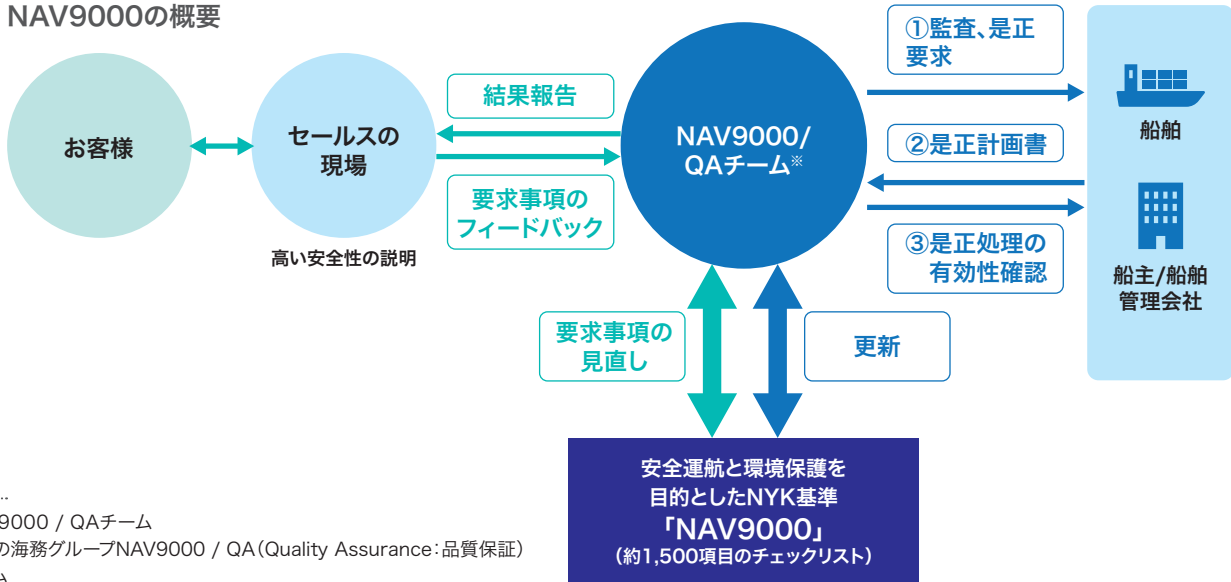 NAV9000の概要
お客様
セールスの
現場
高い安全性の説明
結果報告
要求事項の
フィードバック
NAV9000/
QAチーム※
①監査、是正
要求
②是正計画書
③是正処理の
有効性確認
船舶
船主/船舶
管理会社
要求事項の
見直し
更新
安全運航と環境保護を
目的としたNYK基準
「NAV9000」
(約1,500項目のチェックリスト)
9000 / QAチーム
の海務グループNAV9000 / QA(Quality Assurance:品質保証)